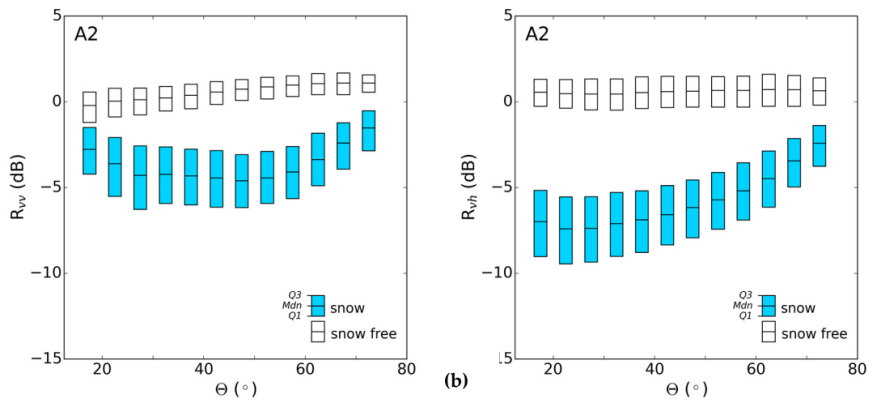 A2
5
0
−5
−10
−15
R_vv (dB)
20
40
60
80
Θ (°)
Q3
Mdn
Q1
snow
snow free
(b)
A2
5
0
−5
−10
15
R_vh (dB)
20
40
60
80
Θ (°)
Q3
Mdn
Q1
snow
snow free